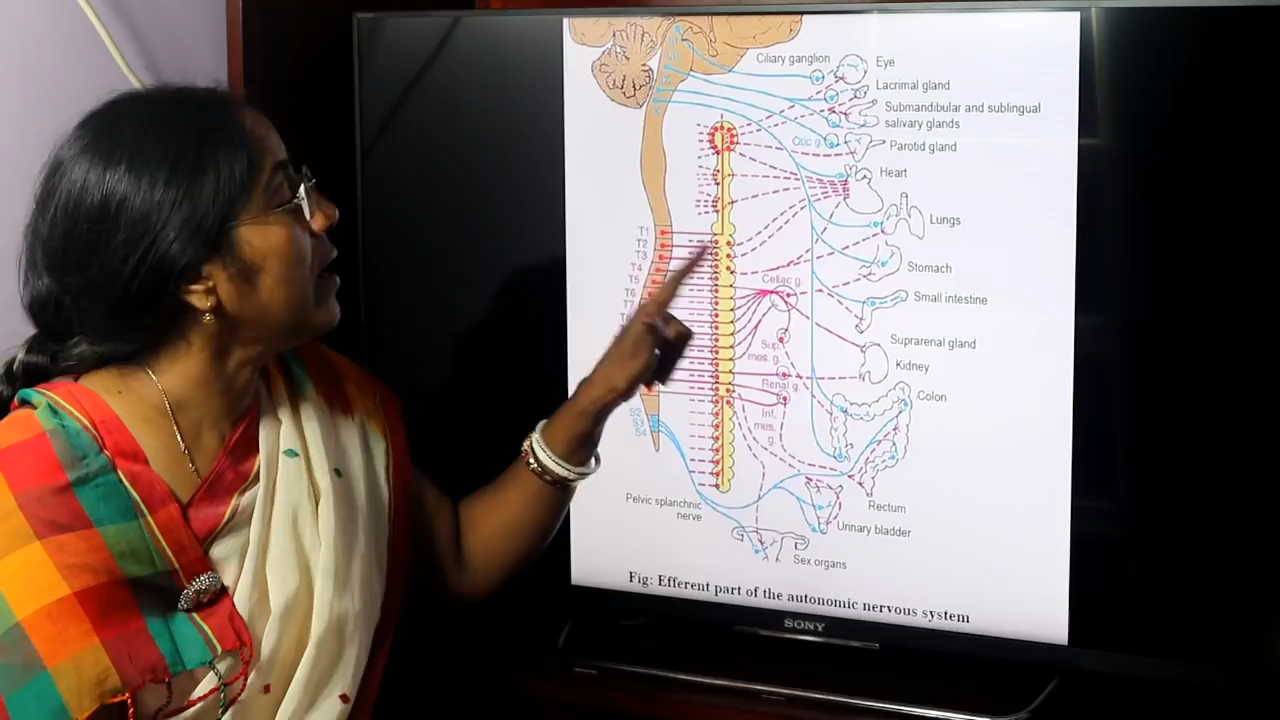 Ciliary ganglion
Eye
Lacrimal gland
Submandibular and sublingual
salivary glands
Otic g.
Parotid gland
Heart
Lungs
T1
T2
T3
T4
T5
T6
T7
Stomach
Celiac g.
Small intestine
Sup.
mes. g.
Suprarenal gland
Kidney
Renal g.
Colon
Int.
mes.
g.
S2
S3
S4
Pelvic splanchnic
nerve
Rectum
Urinary bladder
Sex organs
Fig: Efferent part of the autonomic nervous system
SONY